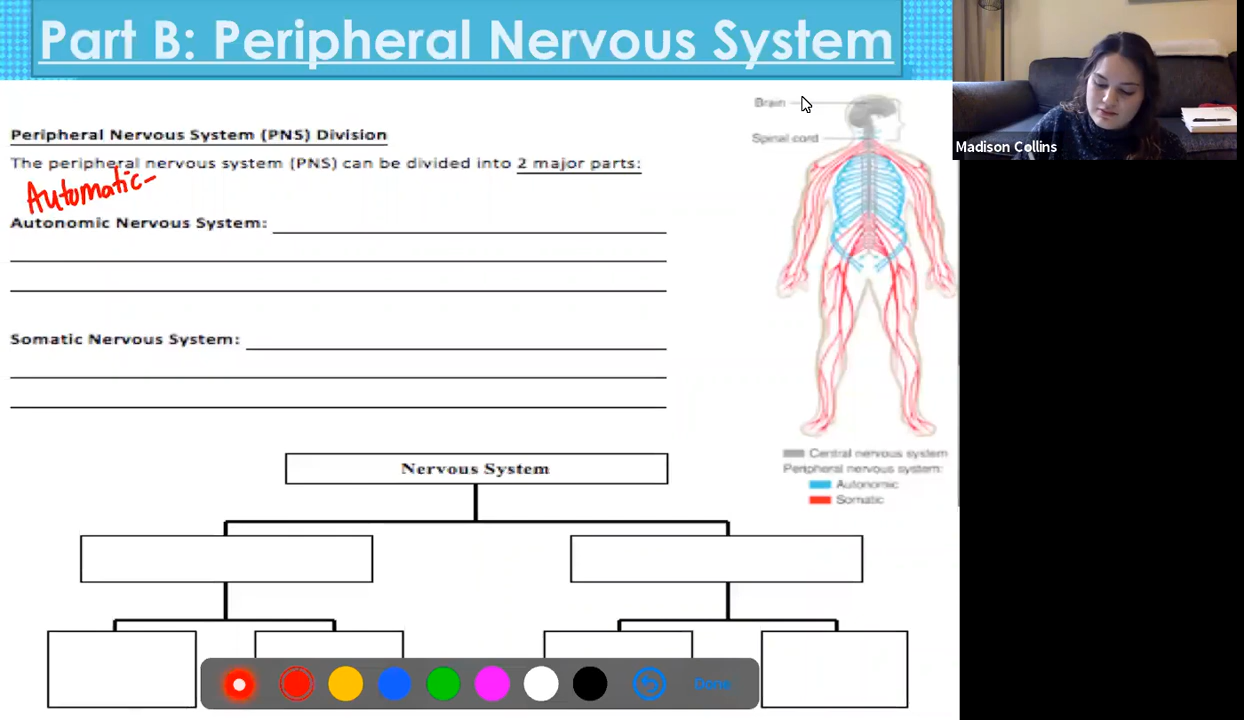 Part B: Peripheral Nervous System
Madison Collins
Brain
Spinal cord
Peripheral Nervous System (PNS) Division
The peripheral nervous system (PNS) can be divided into 2 major parts:
Automatic-
Autonomic Nervous System:
Somatic Nervous System:
Central nervous system
Peripheral nervous system:
Autonomic
Somatic
Nervous System
Done